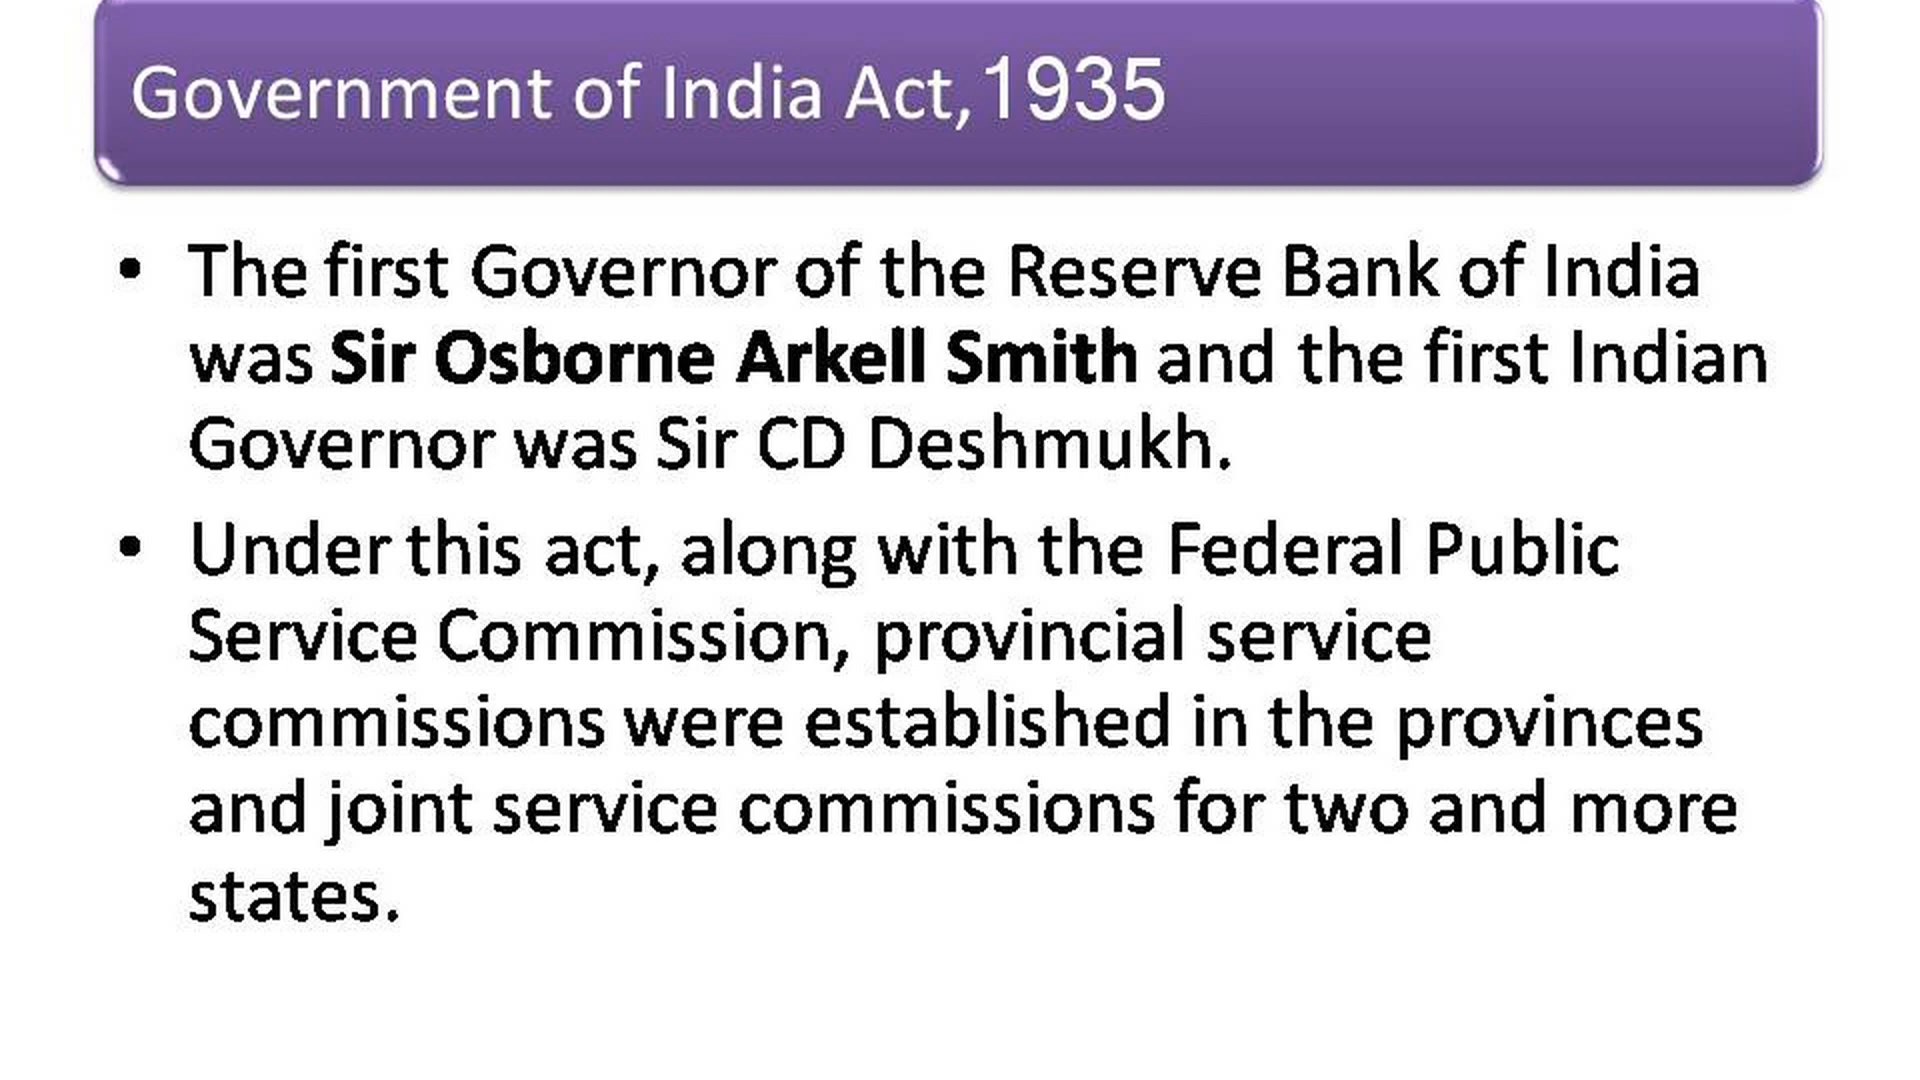 Government of India Act,1935
• The first Governor of the Reserve Bank of India
was Sir Osborne Arkell Smith and the first Indian
Governor was Sir CD Deshmukh.
• Under this act, along with the Federal Public
Service Commission, provincial service
commissions were established in the provinces
and joint service commissions for two and more
states.